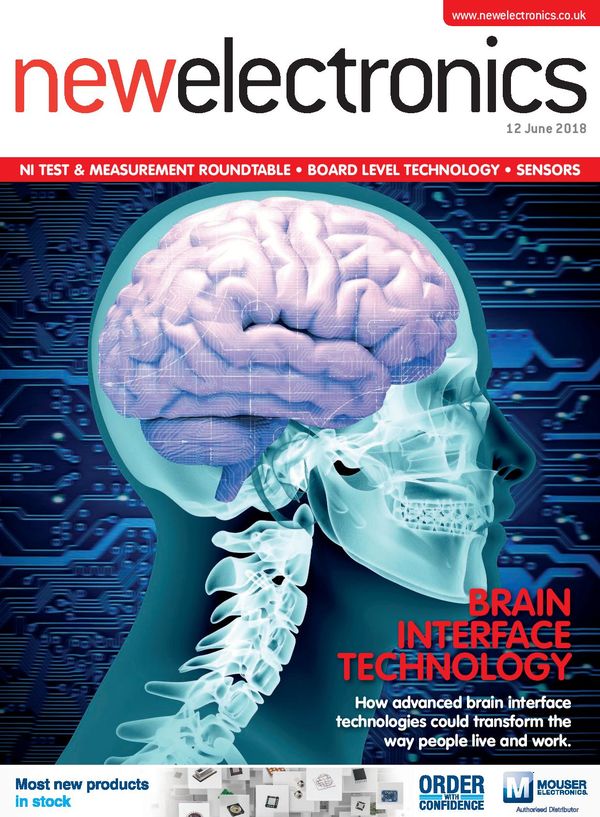 www.newelectronics.co.uk
newelectronics
12 June 2018
NI TEST & MEASUREMENT ROUNDTABLE • BOARD LEVEL TECHNOLOGY • SENSORS
BRAIN
INTERFACE
TECHNOLOGY
How advanced brain interface
technologies could transform the
way people live and work.
Most new products
in stock
ORDER
WITH
CONFIDENCE
M
MOUSER
ELECTRONICS.
Authorised Distributor